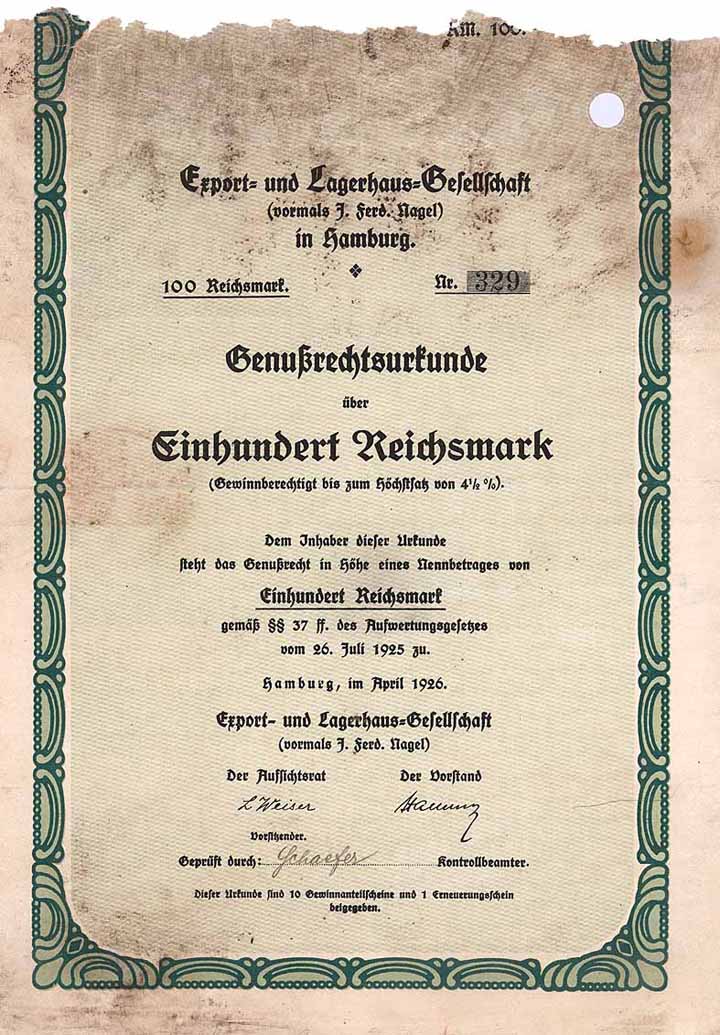 RM. 100.
Export- und Lagerhaus-Gesellschaft
(vormals J. Ferd. Nagel)
in Hamburg.
100 Reichsmark. Nr. 329
Genußrechtsurkunde
über
Einhundert Reichsmark
(Gewinnberechtigt bis zum Höchstsatz von 4½%).
Dem Inhaber dieser Urkunde
steht das Genußrecht in Höhe eines Nennbetrages von
Einhundert Reichsmark
gemäß §§ 37 ff. des Aufwertungsgesetzes
vom 26. Juli 1925 zu.
Hamburg, im April 1926.
Export- und Lagerhaus-Gesellschaft
(vormals J. Ferd. Nagel)
Der Aufsichtsrat Der Vorstand
L Weiser
Vorsitzender.
Geprüft durch: Schaefer Kontrollbeamter.
Dieser Urkunde sind 10 Gewinnanteilscheine und 1 Erneuerungsschein
beigegeben.